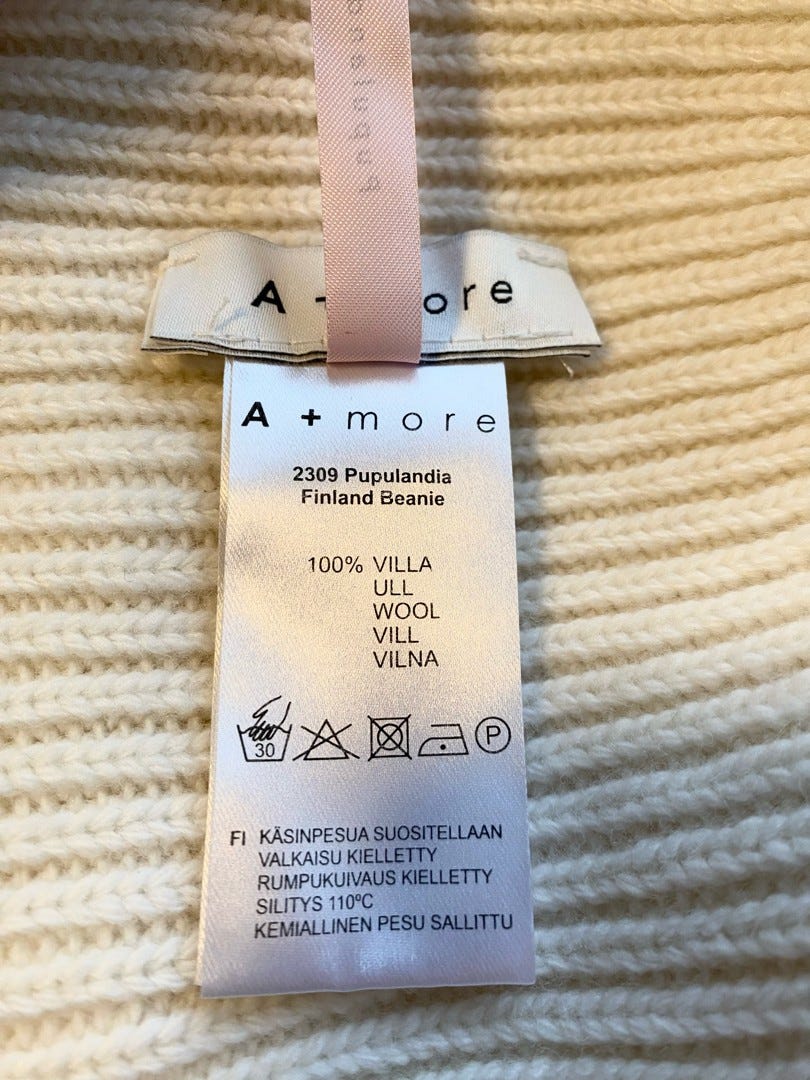 A + more
2309 Pupulandia
Finland Beanie
100% VILLA
ULL
WOOL
VILL
VILNA
30
P
FI KÄSINPESUA SUOSITELLAAN
VALKAISU KIELLETTY
RUMPUKUIVAUS KIELLETTY
SILITYS 110ºC
KEMIALLINEN PESU SALLITTU